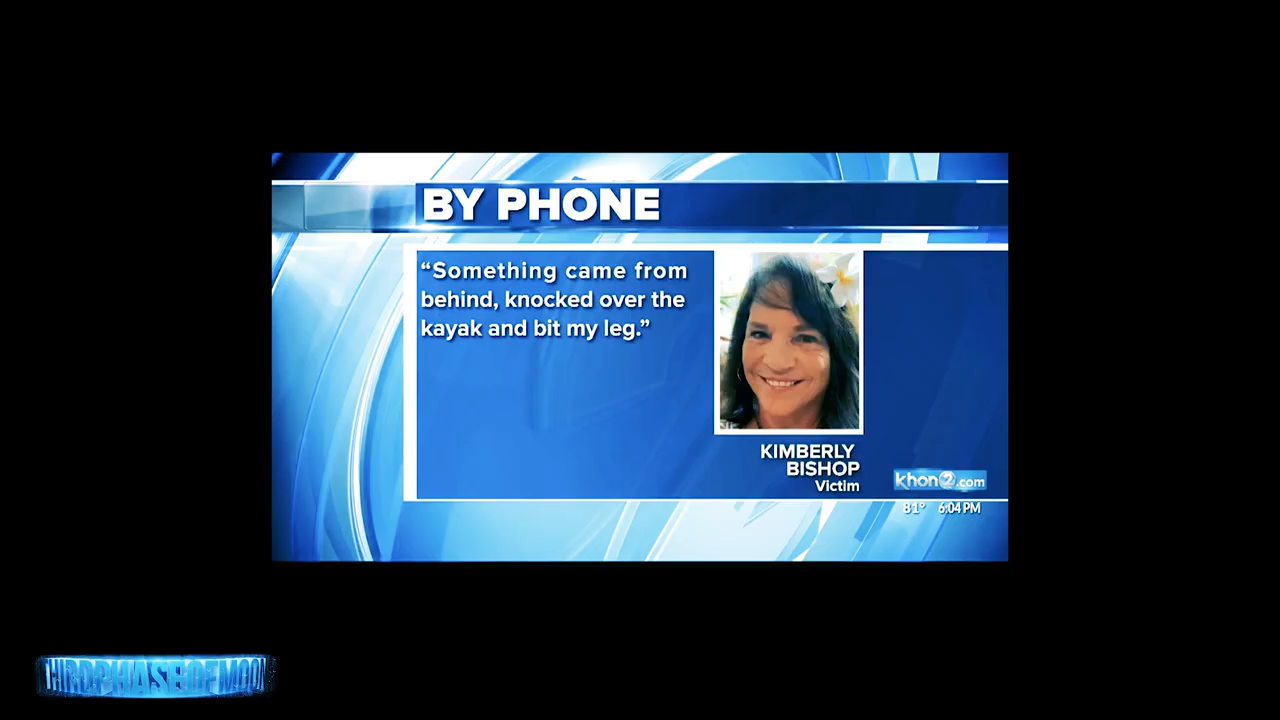 BY PHONE
“Something came from
behind, knocked over the
kayak and bit my leg.”
KIMBERLY
BISHOP
Victim
khon2.com
81° 6:04 PM
THIRDPHASEOFMOON